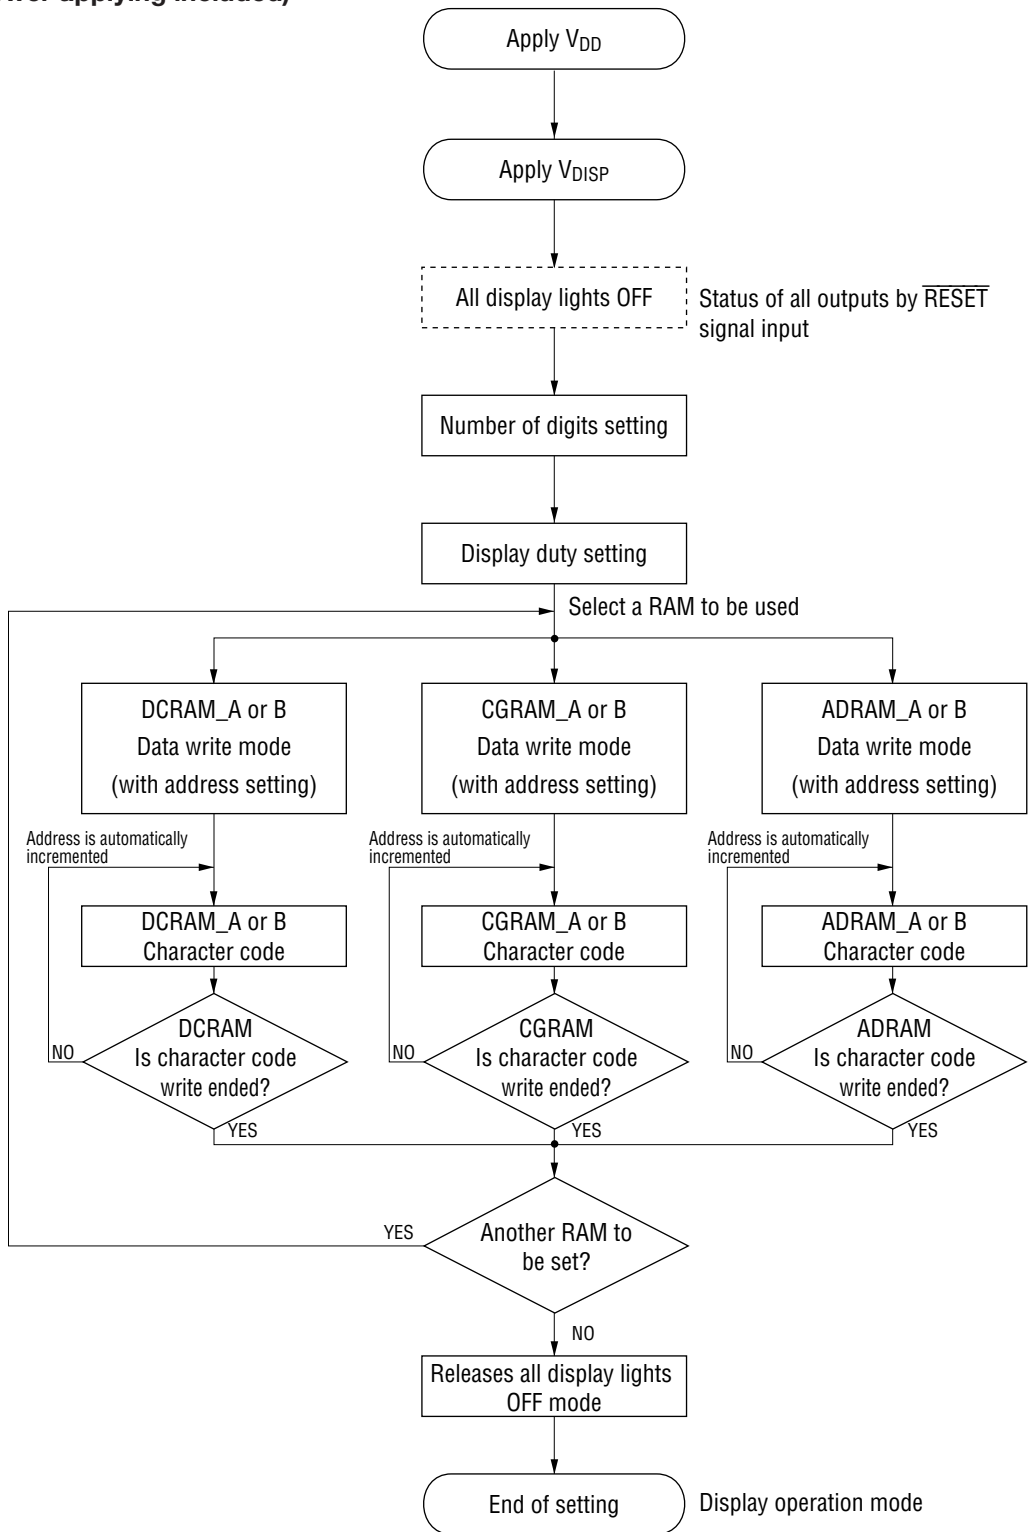 applying included)
Apply VDD
Apply VDISP
All display lights OFF
Status of all outputs by RESET
signal input
Number of digits setting
Display duty setting
Select a RAM to be used
DCRAM_A or B
Data write mode
(with address setting)
CGRAM_A or B
Data write mode
(with address setting)
ADRAM_A or B
Data write mode
(with address setting)
Address is automatically
incremented
Address is automatically
incremented
Address is automatically
incremented
DCRAM_A or B
Character code
CGRAM_A or B
Character code
ADRAM_A or B
Character code
DCRAM
Is character code
write ended?
NO
YES
CGRAM
Is character code
write ended?
NO
YES
ADRAM
Is character code
write ended?
NO
YES
Another RAM to
be set?
YES
NO
Releases all display lights
OFF mode
End of setting
Display operation mode